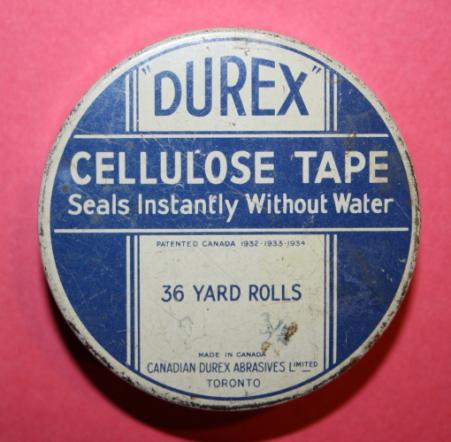 "DUREX"
CELLULOSE TAPE
Seals Instantly Without Water
PATENTED CANADA 1932-1933-1934
36 YARD ROLLS
MADE IN CANADA
CANADIAN DUREX ABRASIVES LIMITED
TORONTO